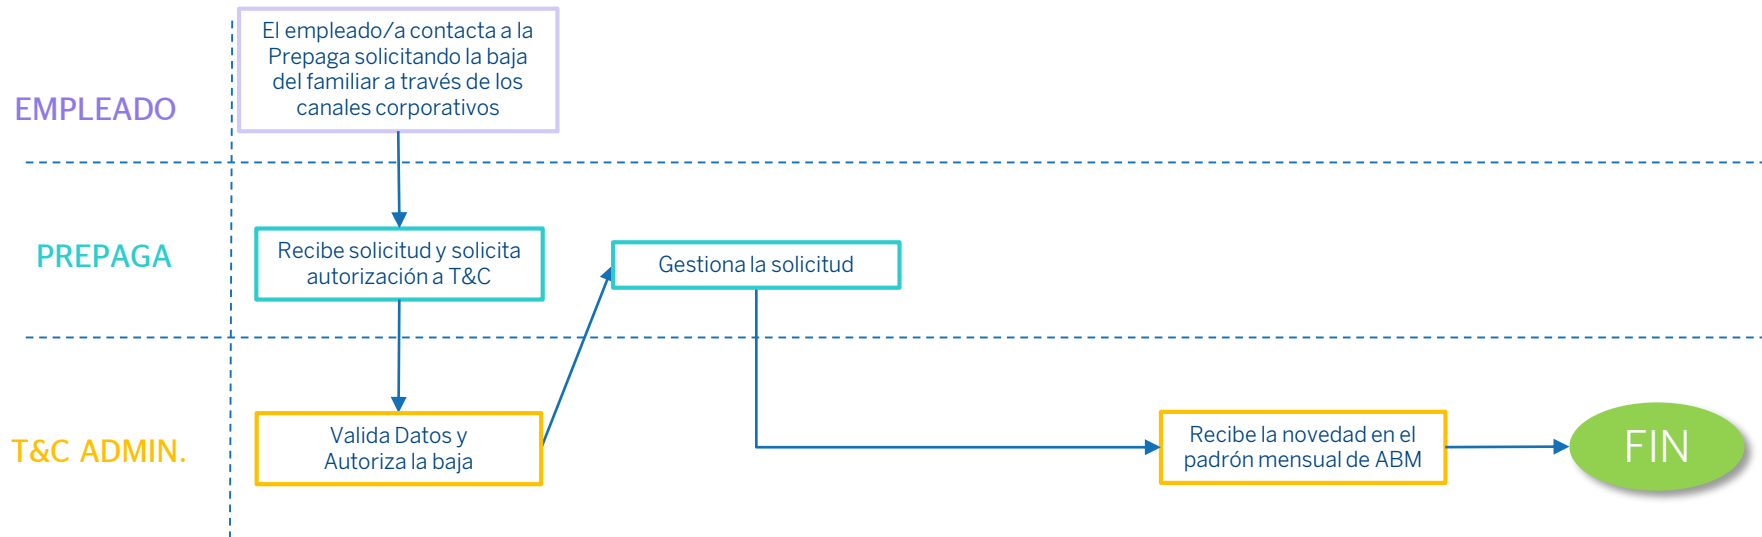 EMPLEADO
El empleado/a contacta a la
Prepaga solicitando la baja
del familiar a través de los
canales corporativos
PREPAGA
Recibe solicitud y solicita
autorización a T&C
Gestiona la solicitud
T&C ADMIN.
Valida Datos y
Autoriza la baja
Recibe la novedad en el
padrón mensual de ABM
FIN